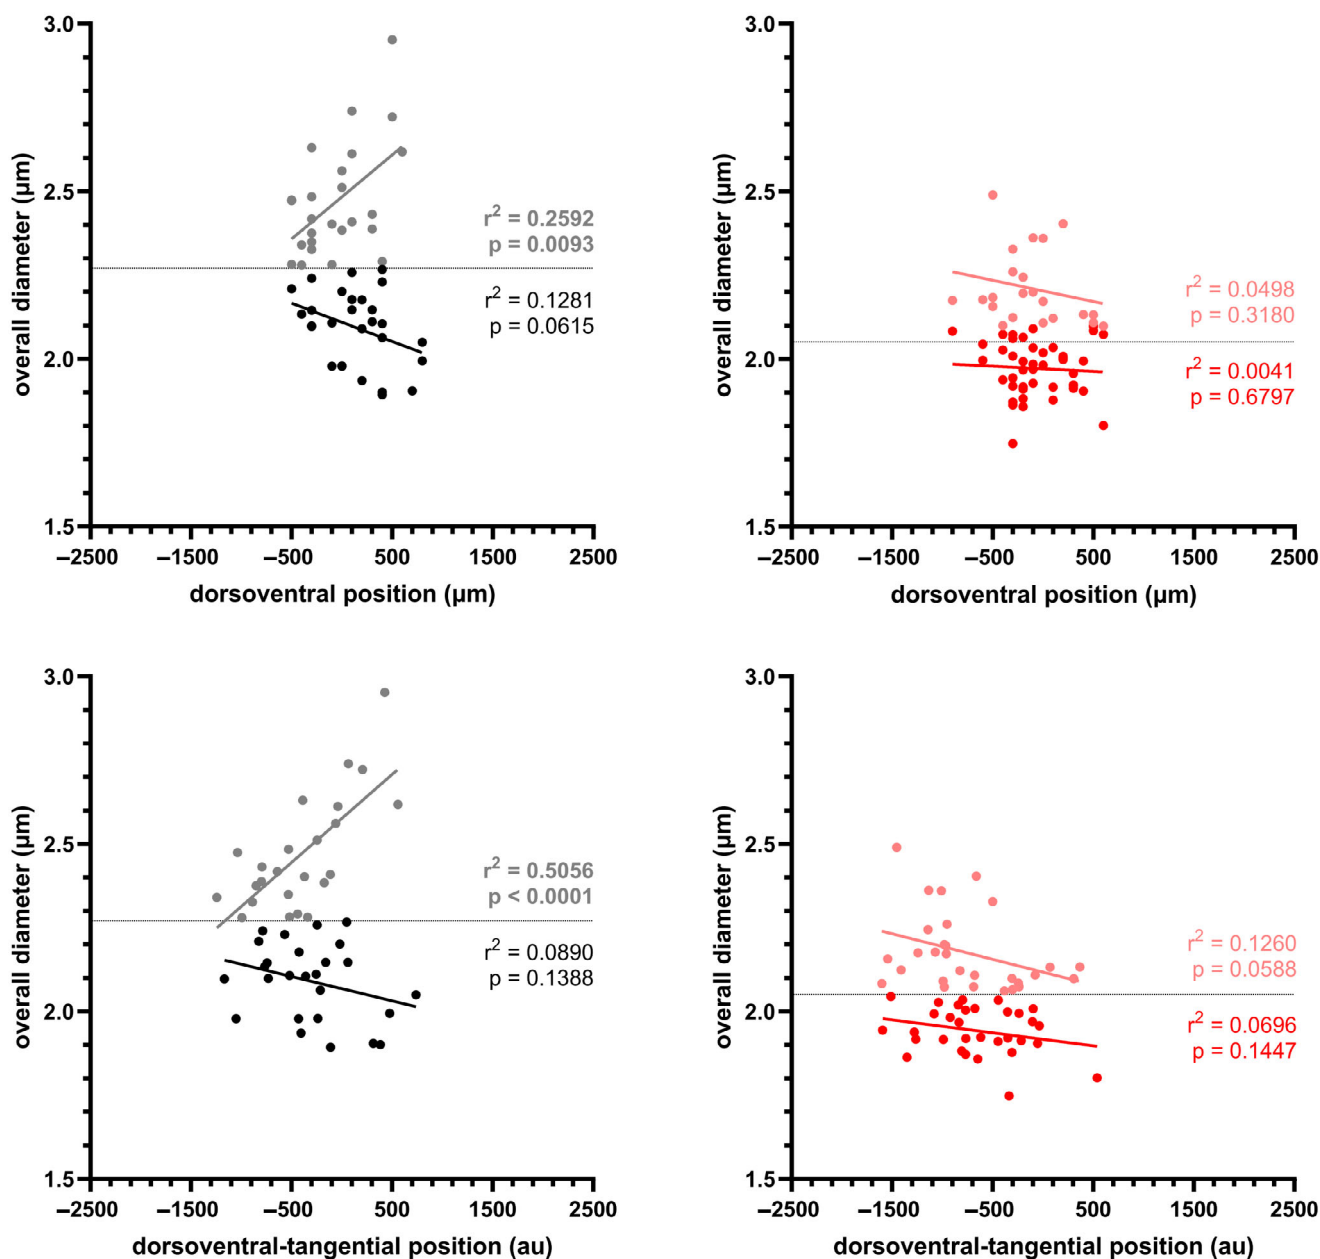 3.0
2.5
2.0
1.5
overall diameter (µm)
r² = 0.2592
p = 0.0093
r² = 0.1281
p = 0.0615
–2500 –1500 –500 500 1500 2500
dorsoventral position (µm)
3.0
2.5
2.0
1.5
overall diameter (µm)
r² = 0.0498
p = 0.3180
r² = 0.0041
p = 0.6797
–2500 –1500 –500 500 1500 2500
dorsoventral position (µm)
3.0
2.5
2.0
1.5
overall diameter (µm)
r² = 0.5056
p < 0.0001
r² = 0.0890
p = 0.1388
–2500 –1500 –500 500 1500 2500
dorsoventral-tangential position (au)
3.0
2.5
2.0
1.5
overall diameter (µm)
r² = 0.1260
p = 0.0588
r² = 0.0696
p = 0.1447
–2500 –1500 –500 500 1500 2500
dorsoventral-tangential position (au)